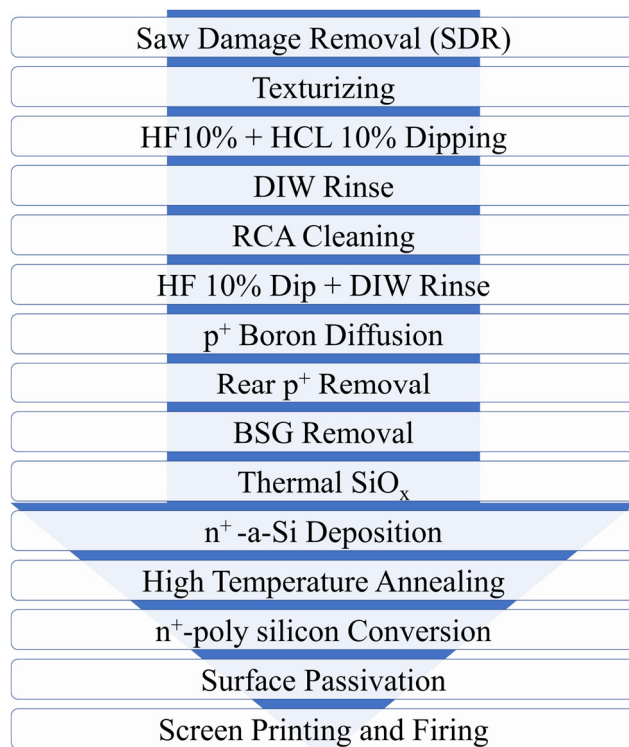 Saw Damage Removal (SDR)
Texturizing
HF10% + HCL 10% Dipping
DIW Rinse
RCA Cleaning
HF 10% Dip + DIW Rinse
p⁺ Boron Diffusion
Rear p⁺ Removal
BSG Removal
Thermal SiOₓ
n⁺ -a-Si Deposition
High Temperature Annealing
n⁺-poly silicon Conversion
Surface Passivation
Screen Printing and Firing